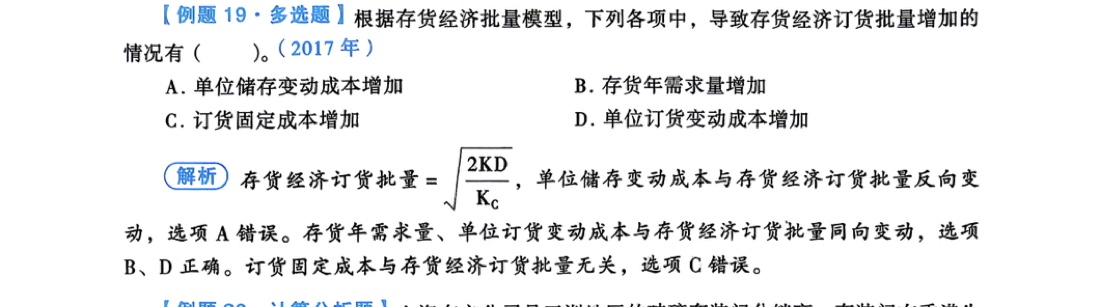 【例题 19·多选题】根据存货经济批量模型，下列各项中，导致存货经济订货批量增加的
情况有（　　）。（2017 年）
A. 单位储存变动成本增加　　B. 存货年需求量增加
C. 订货固定成本增加　　D. 单位订货变动成本增加
解析 存货经济订货批量 = √(2KD/K_C)，单位储存变动成本与存货经济订货批量反向变
动，选项 A 错误。存货年需求量、单位订货变动成本与存货经济订货批量同向变动，选项
B、D 正确。订货固定成本与存货经济订货批量无关，选项 C 错误。